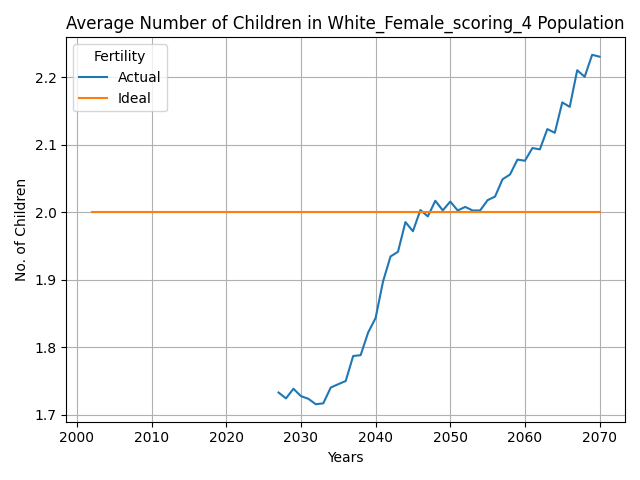 Average Number of Children in White_Female_scoring_4 Population
Fertility
Actual
Ideal
No. of Children
2.2
2.1
2.0
1.9
1.8
1.7
2000 2010 2020 2030 2040 2050 2060 2070
Years